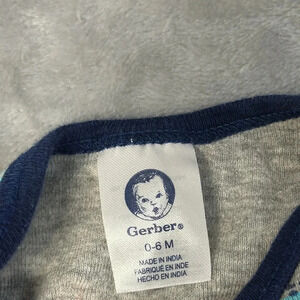 Gerber®
0-6 M
MADE IN INDIA
FABRIQUÉ EN INDE
HECHO EN INDIA